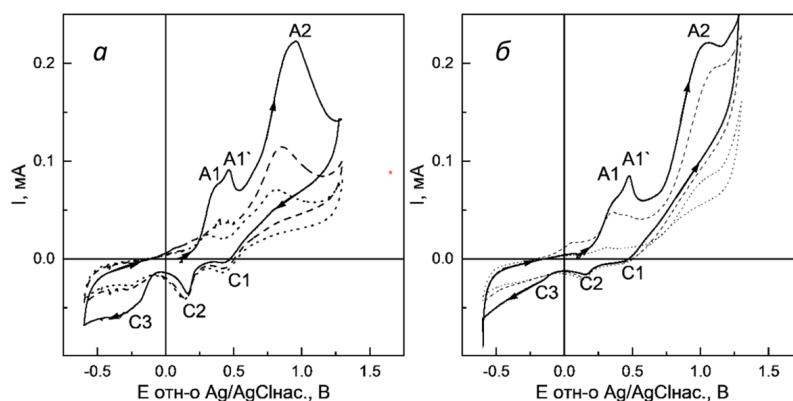 а
A2
A1
A1`
C1
C2
C3
0.2
0.1
0.0
I, мА
-0.5
0.0
0.5
1.0
1.5
E отн-о Ag/AgClнас., В
б
A2
A1
A1`
C1
C2
C3
0.2
0.1
0.0
I, мА
-0.5
0.0
0.5
1.0
1.5
E отн-о Ag/AgClнас., В